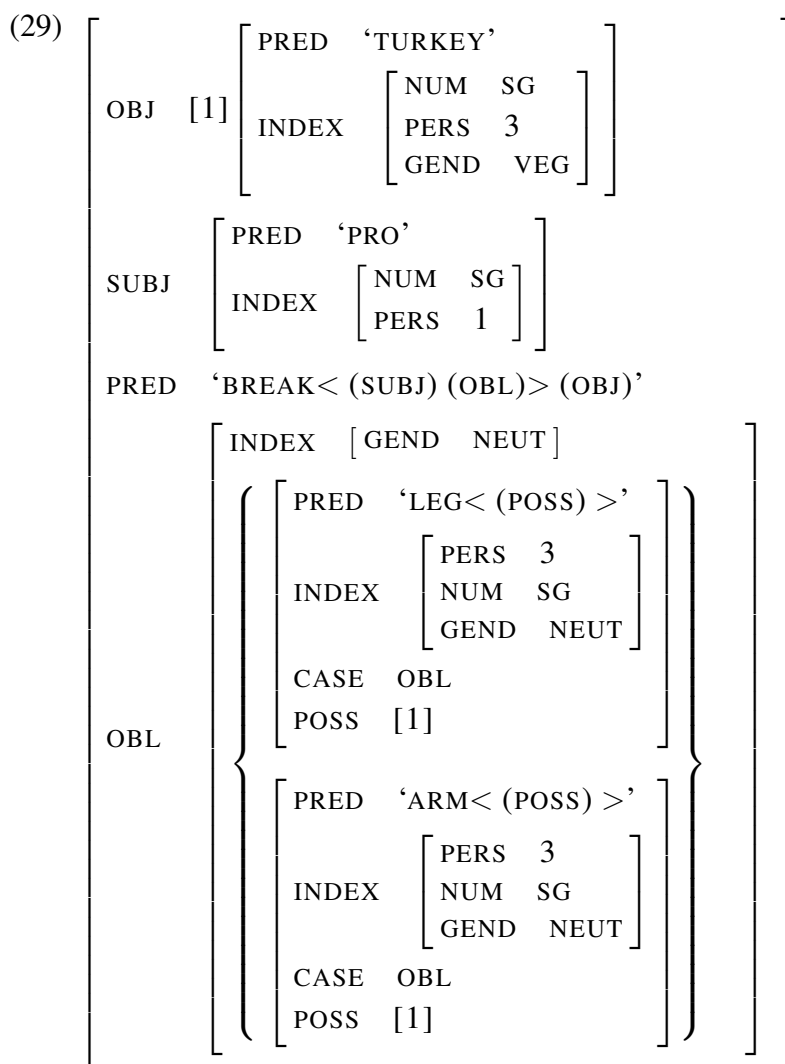 (29)
PRED ‘TURKEY’
NUM SG
OBJ [1] INDEX PERS 3
GEND VEG
PRED ‘PRO’
SUBJ INDEX NUM SG
PERS 1
PRED ‘BREAK< (SUBJ) (OBL)> (OBJ)’
INDEX [ GEND NEUT ]
PRED ‘LEG< (POSS) >’
PERS 3
INDEX NUM SG
GEND NEUT
CASE OBL
OBL POSS [1]
PRED ‘ARM< (POSS) >’
PERS 3
INDEX NUM SG
GEND NEUT
CASE OBL
POSS [1]